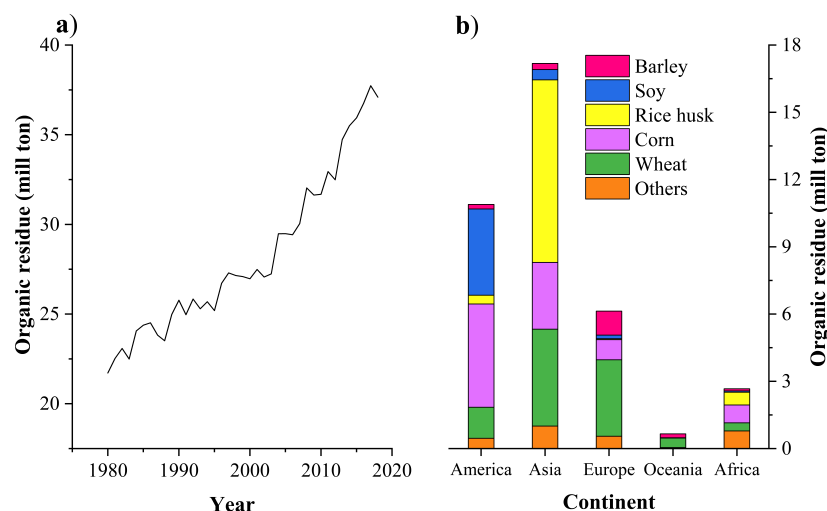 a)
40
35
30
25
20
Organic residue (mill ton)
1980
1990
2000
2010
2020
Year
b)
Barley
Soy
Rice husk
Corn
Wheat
Others
18
15
12
9
6
3
0
Organic residue (mill ton)
America
Asia
Europe
Oceania
Africa
Continent